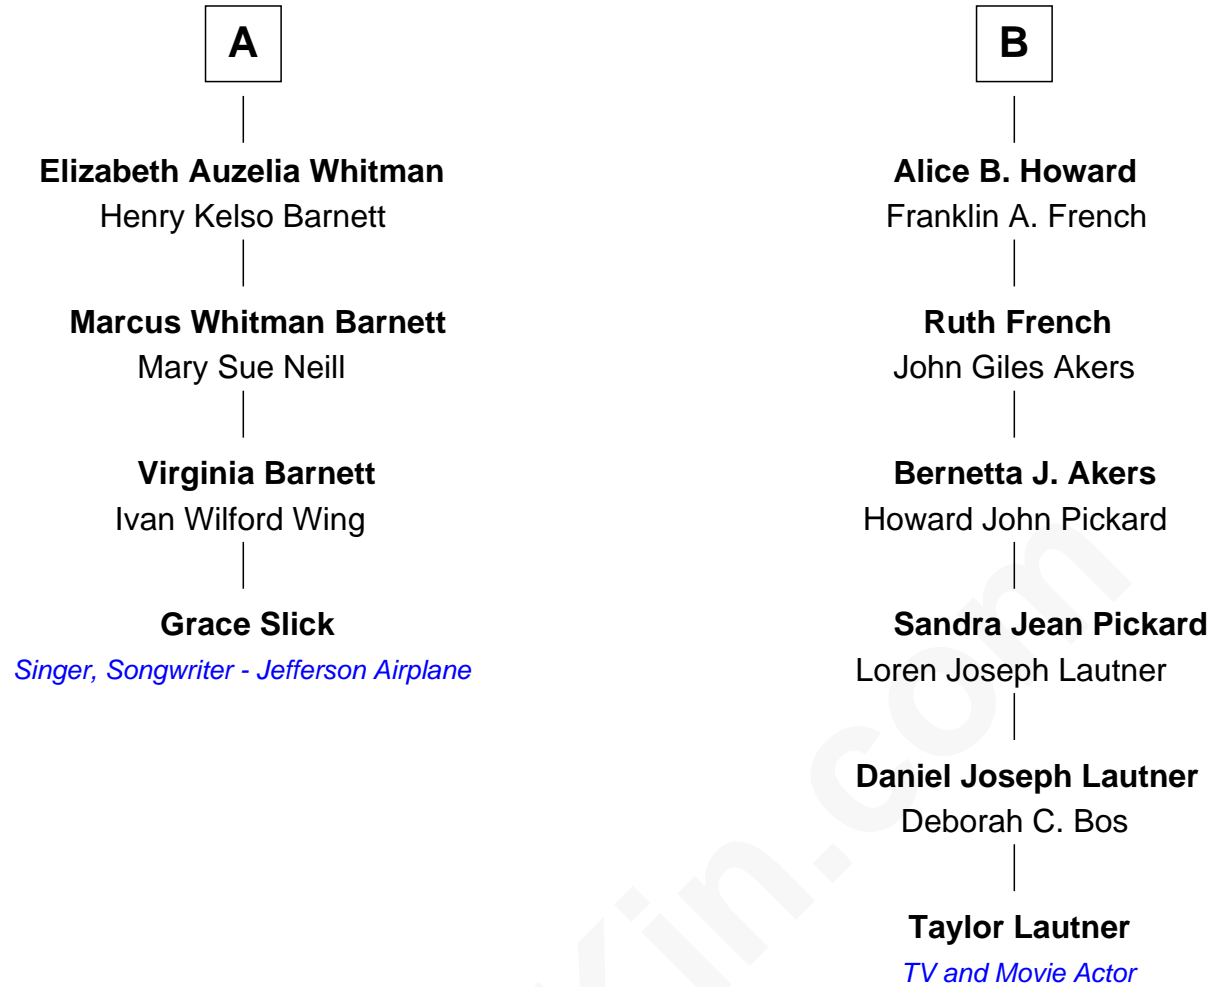 A
Elizabeth Auzelia Whitman
Henry Kelso Barnett
Marcus Whitman Barnett
Mary Sue Neill
Virginia Barnett
Ivan Wilford Wing
Grace Slick
Singer, Songwriter - Jefferson Airplane
B
Alice B. Howard
Franklin A. French
Ruth French
John Giles Akers
Bernetta J. Akers
Howard John Pickard
Sandra Jean Pickard
Loren Joseph Lautner
Daniel Joseph Lautner
Deborah C. Bos
Taylor Lautner
TV and Movie Actor
Kin.com